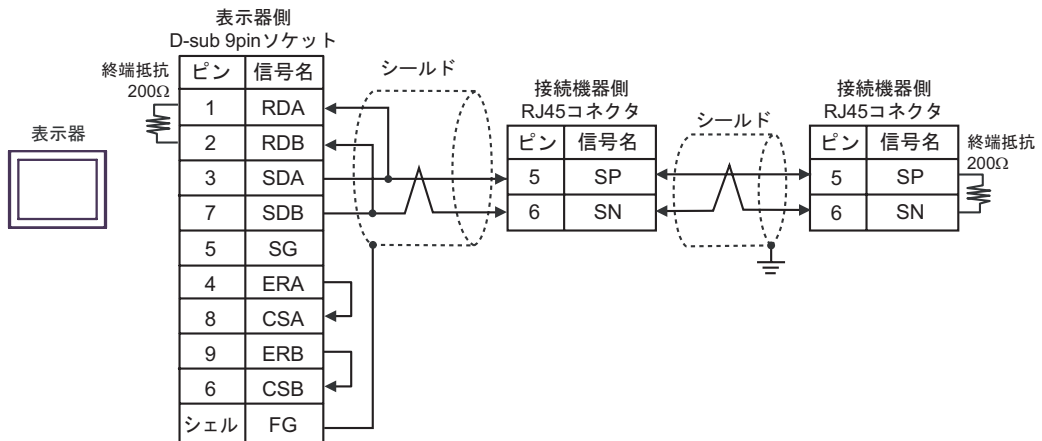 表示器側
D-sub 9pinソケット
終端抵抗
200Ω
表示器
ピン 信号名
1 RDA
2 RDB
3 SDA
7 SDB
5 SG
4 ERA
8 CSA
9 ERB
6 CSB
シェル FG
シールド
接続機器側
RJ45コネクタ
ピン 信号名
5 SP
6 SN
シールド
接続機器側
RJ45コネクタ
ピン 信号名
5 SP
6 SN
終端抵抗
200Ω